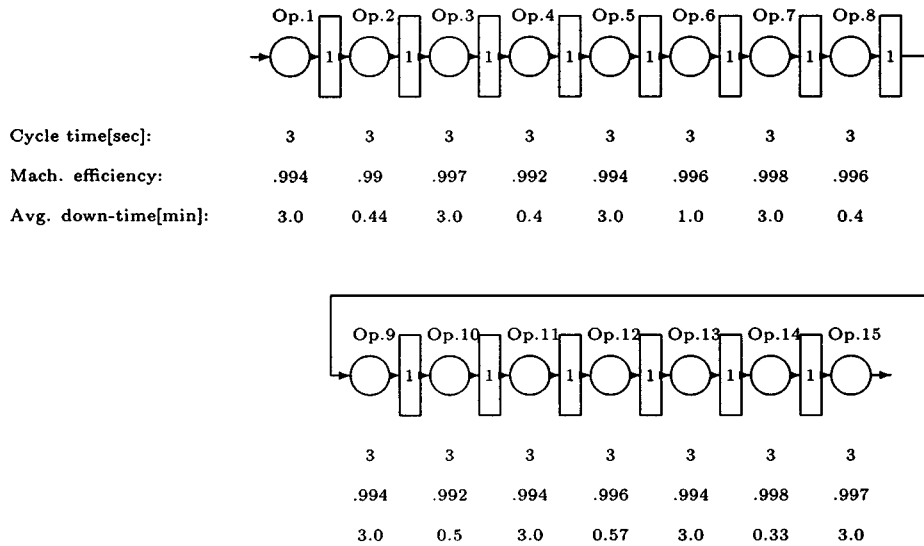 Op.1 Op.2 Op.3 Op.4 Op.5 Op.6 Op.7 Op.8
1 1 1 1 1 1 1 1
Cycle time[sec]: 3 3 3 3 3 3 3 3
Mach. efficiency: .994 .99 .997 .992 .994 .996 .998 .996
Avg. down-time[min]: 3.0 0.44 3.0 0.4 3.0 1.0 3.0 0.4
Op.9 Op.10 Op.11 Op.12 Op.13 Op.14 Op.15
1 1 1 1 1 1
3 3 3 3 3 3 3
.994 .992 .994 .996 .994 .998 .997
3.0 0.5 3.0 0.57 3.0 0.33 3.0